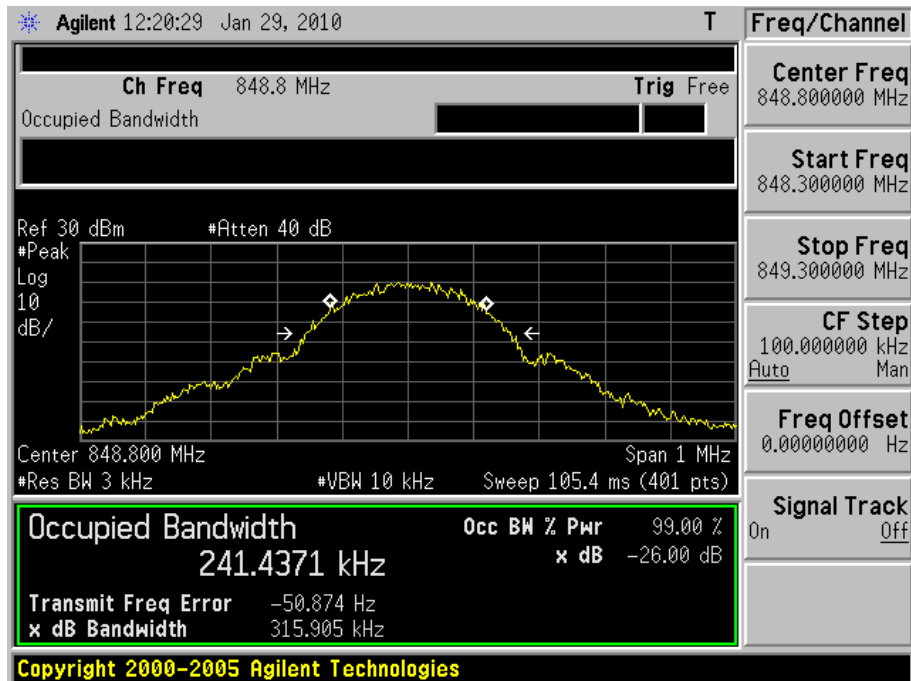 Agilent 12:20:29 Jan 29, 2010 T
Ch Freq 848.8 MHz Trig Free
Occupied Bandwidth
Ref 30 dBm #Atten 40 dB
#Peak
Log
10
dB/
Center 848.800 MHz Span 1 MHz
#Res BW 3 kHz #VBW 10 kHz Sweep 105.4 ms (401 pts)
Occupied Bandwidth Occ BW % Pwr 99.00 %
241.4371 kHz x dB -26.00 dB
Transmit Freq Error -50.874 Hz
x dB Bandwidth 315.905 kHz
Copyright 2000-2005 Agilent Technologies
Freq/Channel
Center Freq
848.800000 MHz
Start Freq
848.300000 MHz
Stop Freq
849.300000 MHz
CF Step
100.000000 kHz
Auto Man
Freq Offset
0.00000000 Hz
Signal Track
On Off